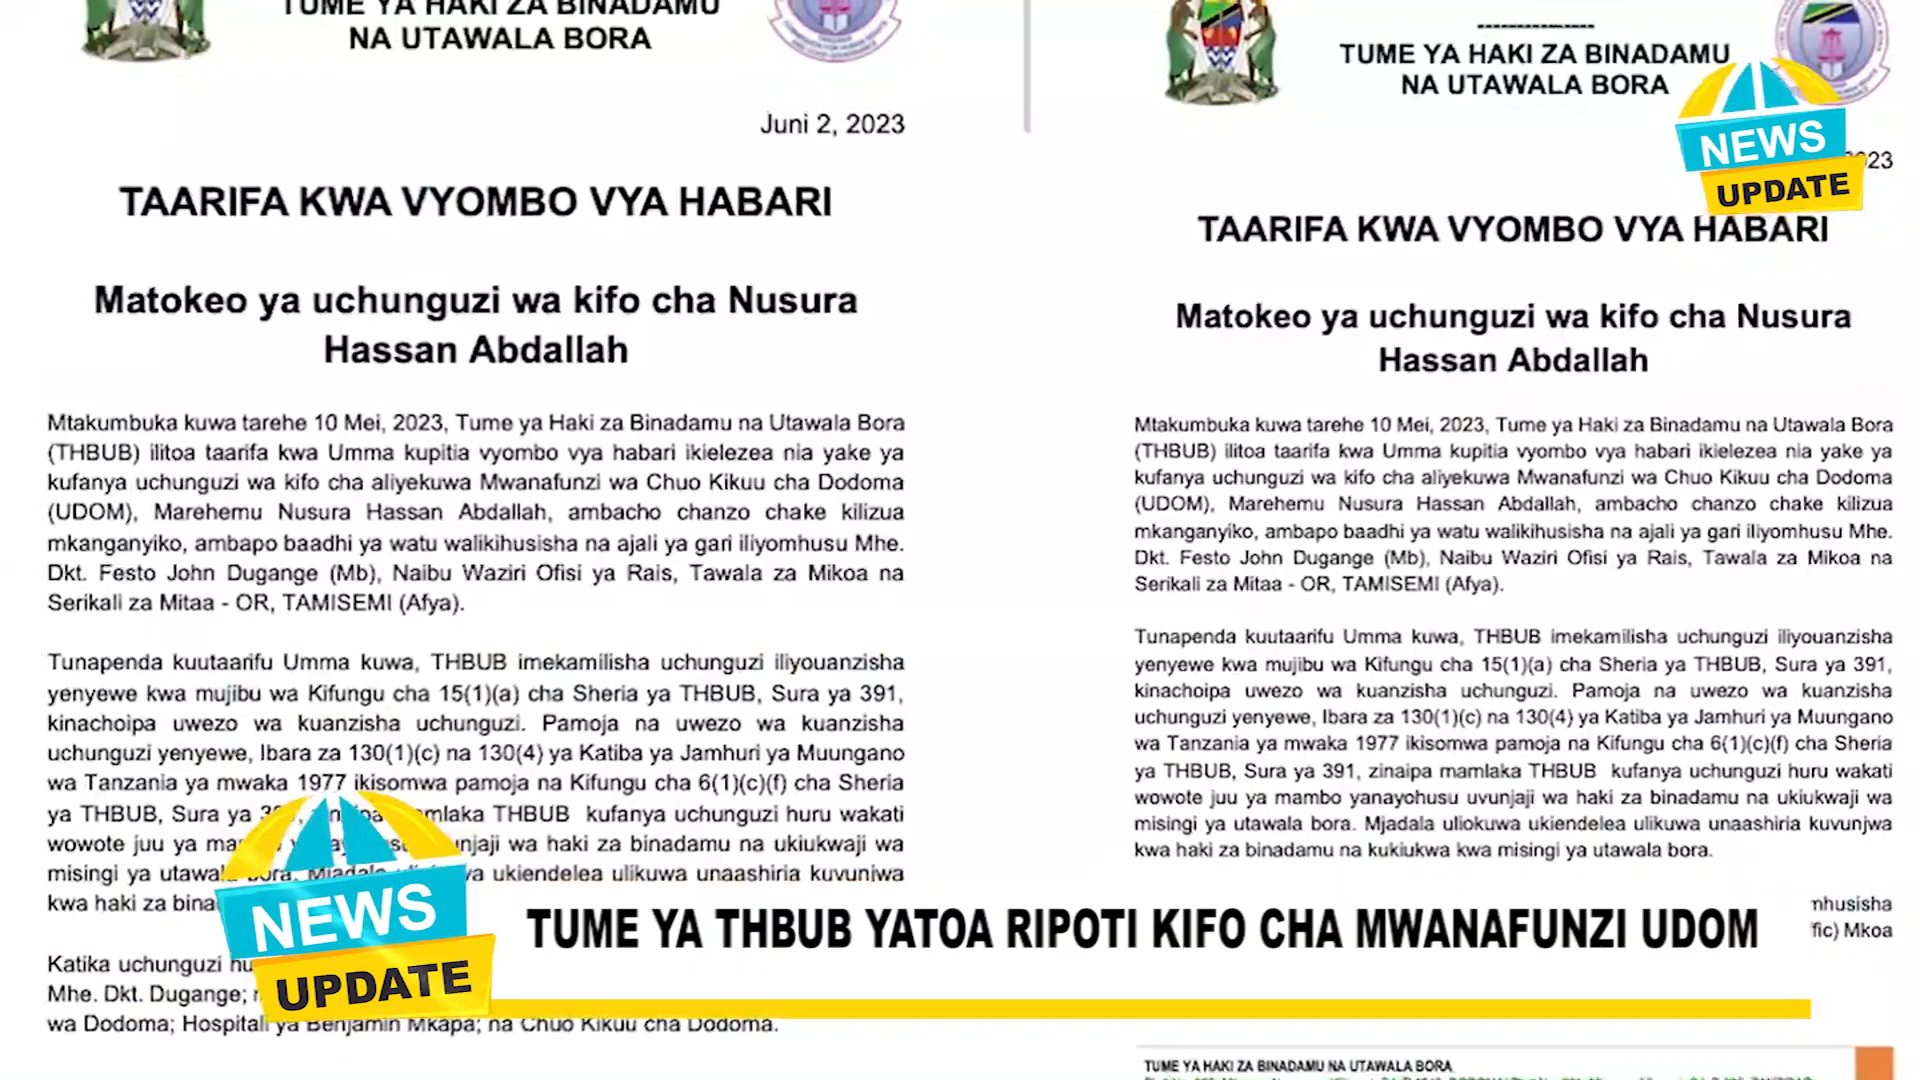 TUME YA HAKI ZA BINADAMU
NA UTAWALA BORA
Juni 2, 2023
TAARIFA KWA VYOMBO VYA HABARI
Matokeo ya uchunguzi wa kifo cha Nusura
Hassan Abdallah
Mtakumbuka kuwa tarehe 10 Mei, 2023, Tume ya Haki za Binadamu na Utawala Bora
(THBUB) ilitoa taarifa kwa Umma kupitia vyombo vya habari ikielezea nia yake ya
kufanya uchunguzi wa kifo cha aliyekuwa Mwanafunzi wa Chuo Kikuu cha Dodoma
(UDOM), Marehemu Nusura Hassan Abdallah, ambacho chanzo chake kilizua
mkanganyiko, ambapo baadhi ya watu walikihusisha na ajali ya gari iliyomhusu Mhe.
Dkt. Festo John Dugange (Mb), Naibu Waziri Ofisi ya Rais, Tawala za Mikoa na
Serikali za Mitaa - OR, TAMISEMI (Afya).
Tunapenda kuutaarifu Umma kuwa, THBUB imekamilisha uchunguzi iliyouanzisha
yenyewe kwa mujibu wa Kifungu cha 15(1)(a) cha Sheria ya THBUB, Sura ya 391,
kinachoipa uwezo wa kuanzisha uchunguzi. Pamoja na uwezo wa kuanzisha
uchunguzi yenyewe, Ibara za 130(1)(c) na 130(4) ya Katiba ya Jamhuri ya Muungano
wa Tanzania ya mwaka 1977 ikisomwa pamoja na Kifungu cha 6(1)(c)(f) cha Sheria
ya THBUB, Sura ya THBUB kufanya uchunguzi huru wakati
wowote juu ya wa haki za binadamu na ukiukwaji wa
misingi ya ukiendelea ulikuwa unaashiria kuvunjwa
kwa haki za
Katika uchunguzi
Mhe. Dkt. Dugange;
wa Dodoma; Hospitali ya Benjamin Mkapa; na Chuo Kikuu cha Dodoma.
TUME YA HAKI ZA BINADAMU
NA UTAWALA BORA
TAARIFA KWA VYOMBO VYA HABARI
Matokeo ya uchunguzi wa kifo cha Nusura
Hassan Abdallah
Mtakumbuka kuwa tarehe 10 Mei, 2023, Tume ya Haki za Binadamu na Utawala Bora
(THBUB) ilitoa taarifa kwa Umma kupitia vyombo vya habari ikielezea nia yake ya
kufanya uchunguzi wa kifo cha aliyekuwa Mwanafunzi wa Chuo Kikuu cha Dodoma
(UDOM), Marehemu Nusura Hassan Abdallah, ambacho chanzo chake kilizua
mkanganyiko, ambapo baadhi ya watu walikihusisha na ajali ya gari iliyomhusu Mhe.
Dkt. Festo John Dugange (Mb), Naibu Waziri Ofisi ya Rais, Tawala za Mikoa na
Serikali za Mitaa - OR, TAMISEMI (Afya).
Tunapenda kuutaarifu Umma kuwa, THBUB imekamilisha uchunguzi iliyouanzisha
yenyewe kwa mujibu wa Kifungu cha 15(1)(a) cha Sheria ya THBUB, Sura ya 391,
kinachoipa uwezo wa kuanzisha uchunguzi. Pamoja na uwezo wa kuanzisha
uchunguzi yenyewe, Ibara za 130(1)(c) na 130(4) ya Katiba ya Jamhuri ya Muungano
wa Tanzania ya mwaka 1977 ikisomwa pamoja na Kifungu cha 6(1)(c)(f) cha Sheria
ya THBUB, Sura ya 391, zinaipa mamlaka THBUB kufanya uchunguzi huru wakati
wowote juu ya mambo yanayohusu uvunjaji wa haki za binadamu na ukiukwaji wa
misingi ya utawala bora. Mjadala uliokuwa ukiendelea ulikuwa unaashiria kuvunjwa
kwa haki za binadamu na kukiukwa kwa misingi ya utawala bora.
Mkoa
TUME YA HAKI ZA BINADAMU NA UTAWALA BORA
NEWS
UPDATE
NEWS
UPDATE
TUME YA THBUB YATOA RIPOTI KIFO CHA MWANAFUNZI UDOM